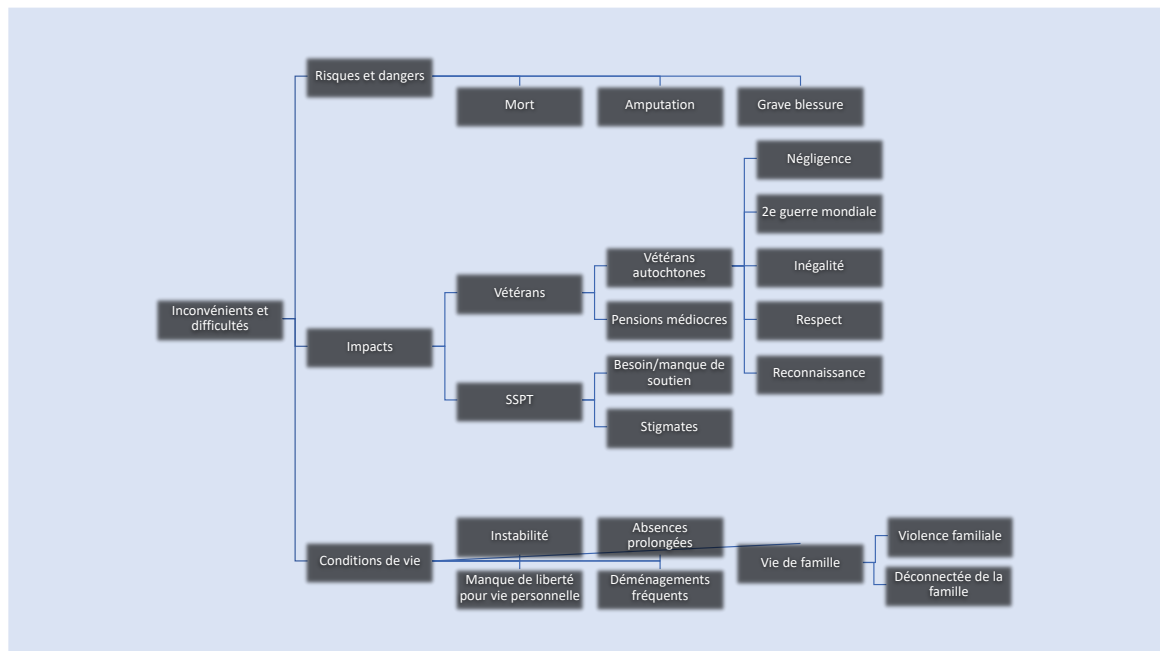 Inconvénients et
difficultés
Risques et dangers
Mort
Amputation
Grave blessure
Impacts
Vétérans
Vétérans
autochtones
Négligence
2e guerre mondiale
Inégalité
Respect
Reconnaissance
Pensions médiocres
SSPT
Besoin/manque de
soutien
Stigmates
Conditions de vie
Instabilité
Absences
prolongées
Manque de liberté
pour vie personnelle
Déménagements
fréquents
Vie de famille
Violence familiale
Déconnectée de la
famille